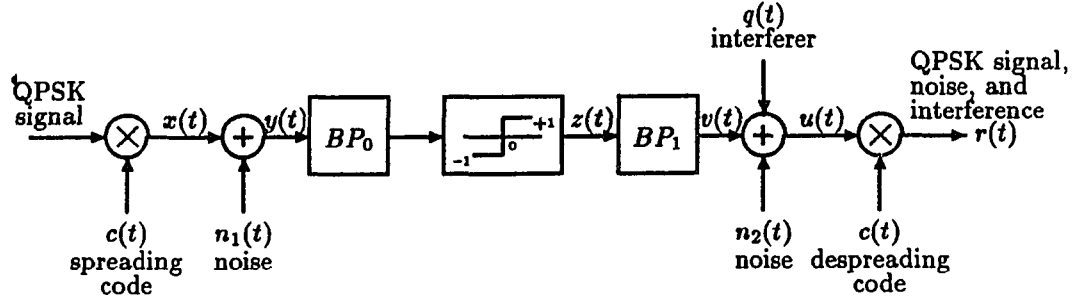 q(t)
interferer
QPSK
signal
x(t)
y(t)
BP₀
+1
0
-1
z(t)
BP₁
v(t)
u(t)
QPSK signal,
noise, and
interference
r(t)
c(t)
spreading
code
n₁(t)
noise
n₂(t)
noise
c(t)
despreading
code